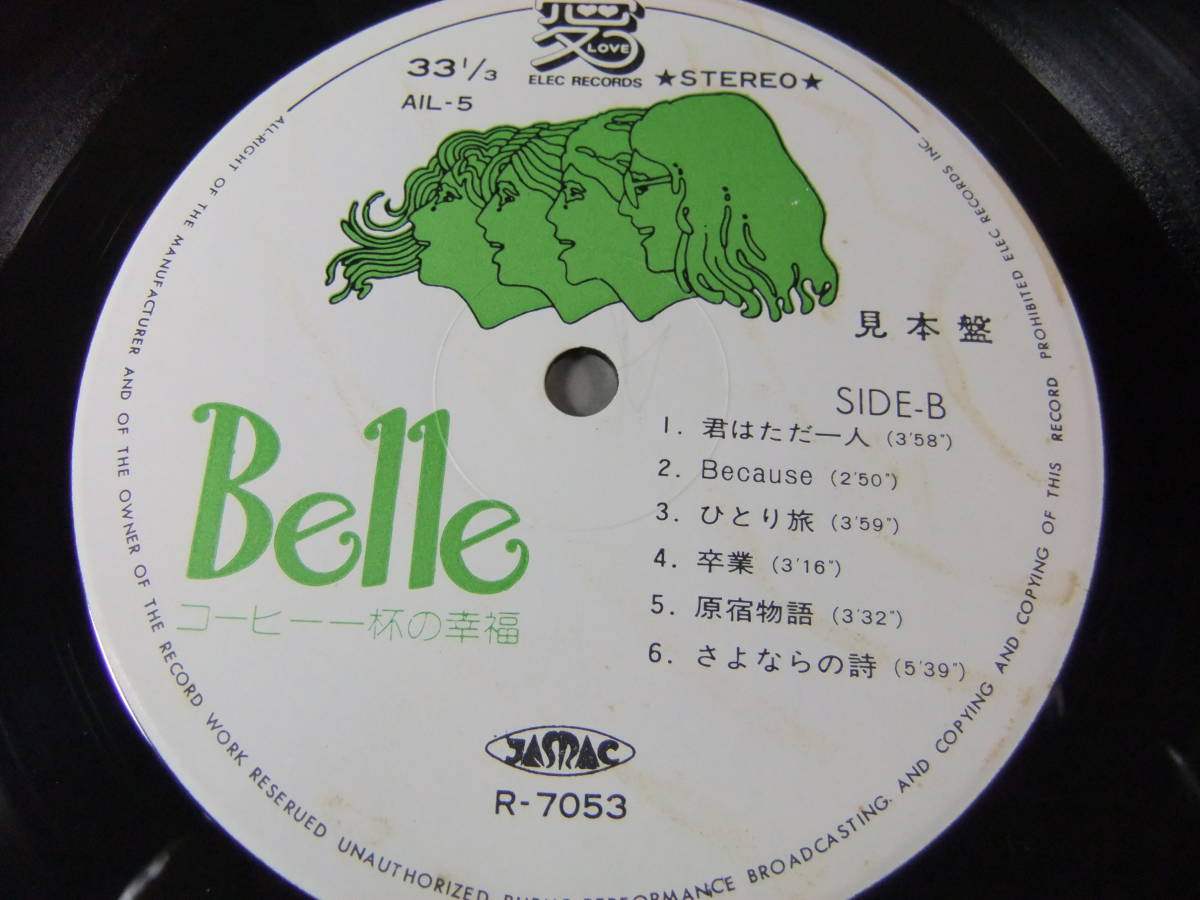 愛
LOVE
ELEC RECORDS
33 1/3
★STEREO★
AIL-5
見本盤
SIDE-B
1. 君はただ一人 (3'58")
2. Because (2'50")
3. ひとり旅 (3'59")
4. 卒業 (3'16")
5. 原宿物語 (3'32")
6. さよならの詩 (5'39")
Belle
コーヒー一杯の幸福
JASRAC
R-7053
ALL-RIGHT OF THE MANUFACTURER AND OF THE OWNER OF THE RECORD WORK RESERUED UNAUTHORIZED PUBLIC PERFORMANCE BROADCASTING. AND COPYING AND COPYING OF THIS RECORD PROHIBITED ELEC RECORDS INC